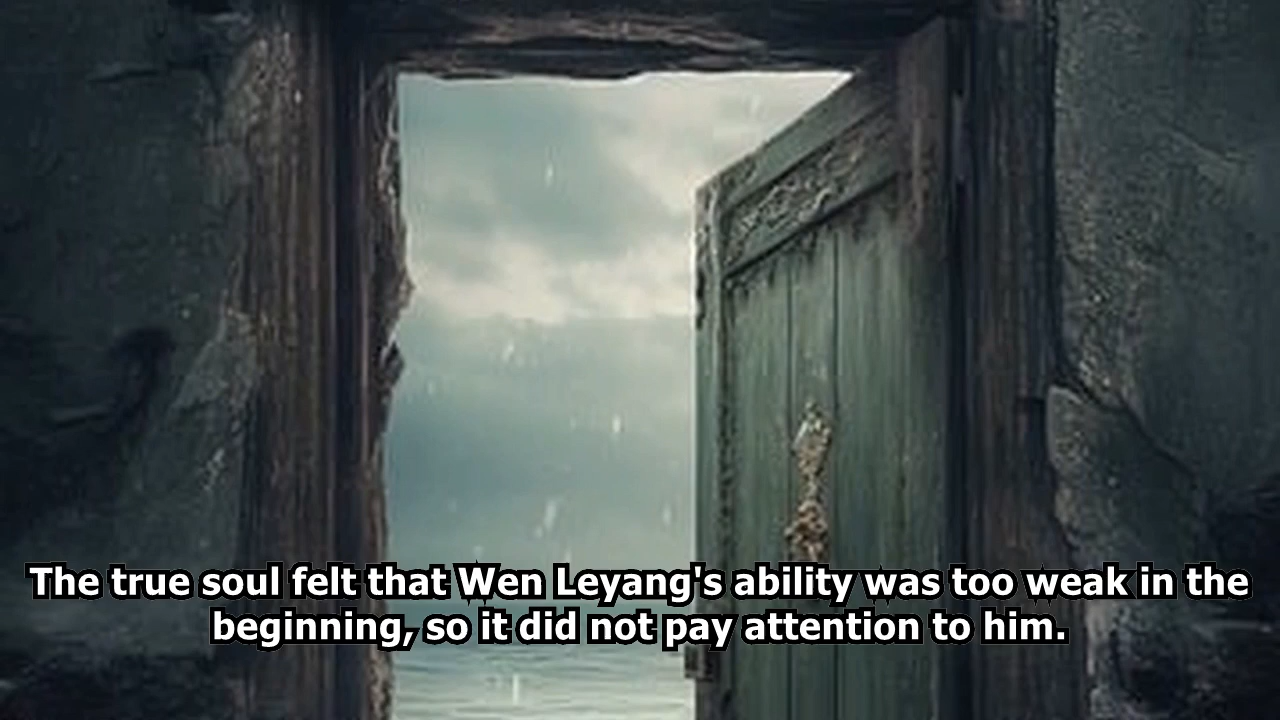 The true soul felt that Wen Leyang's ability was too weak in the
beginning, so it did not pay attention to him.